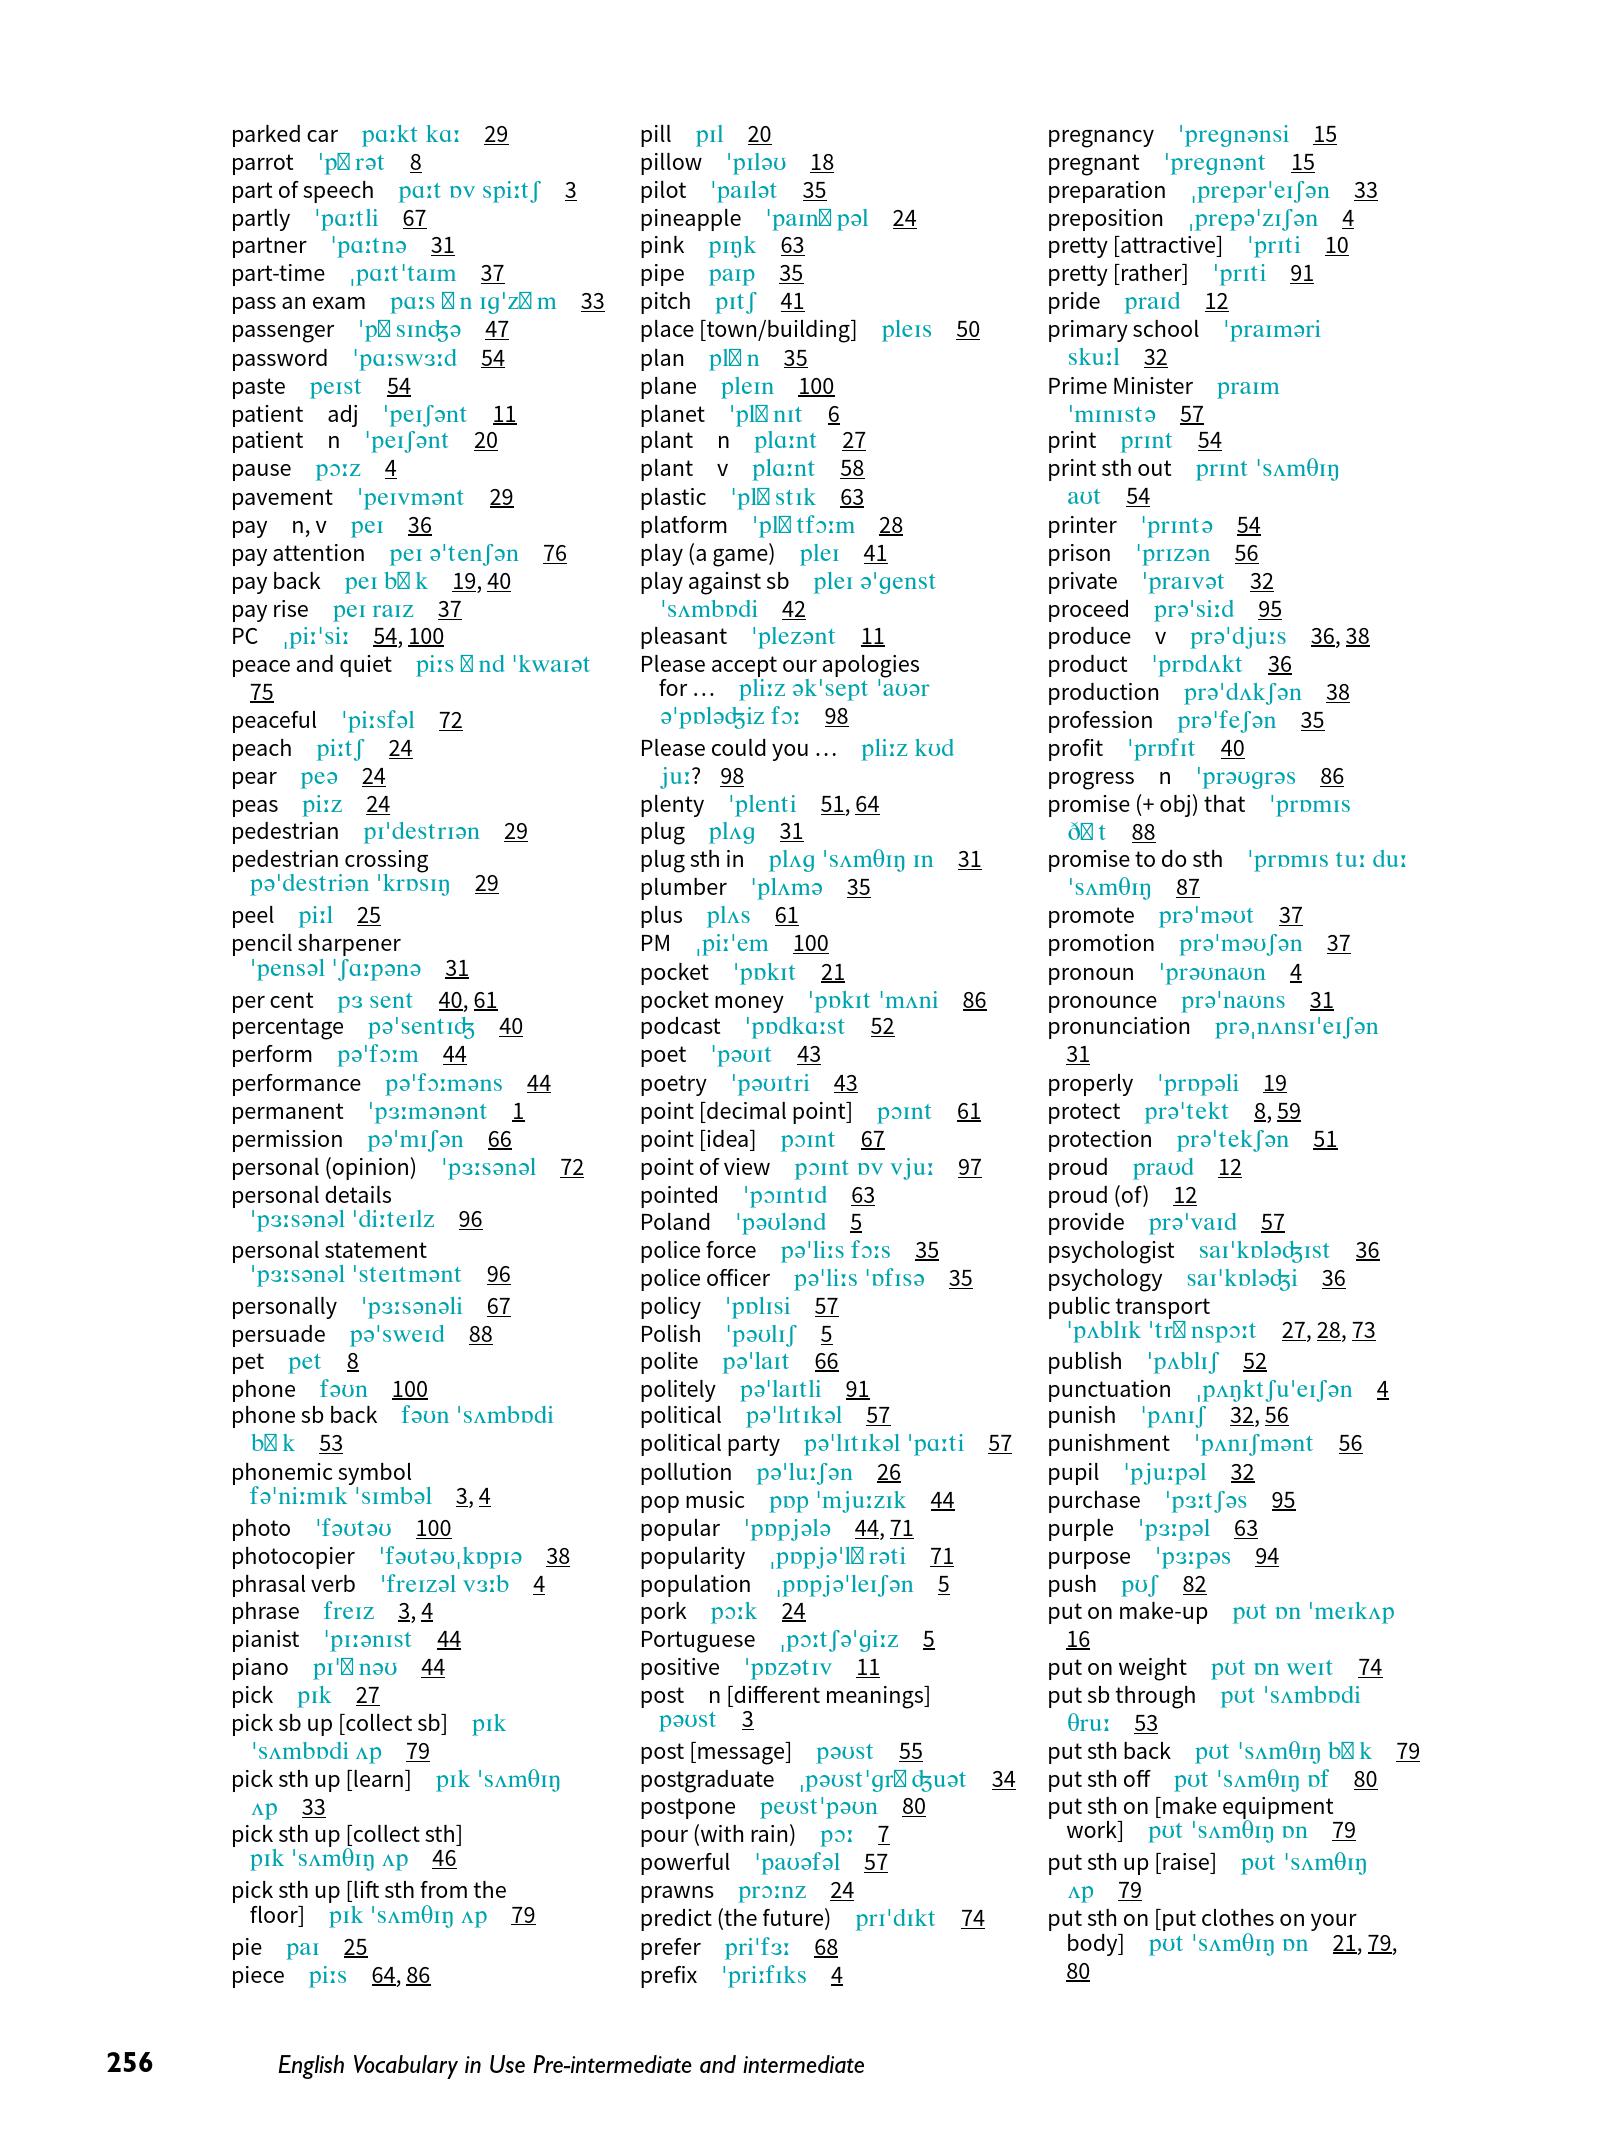 parked car pɑːkt kɑː 29
parrot ˈp rət 8
part of speech pɑːt ɒv spiːtʃ 3
partly ˈpɑːtli 67
partner ˈpɑːtnə 31
part-time ˌpɑːtˈtaɪm 37
pass an exam pɑːs n ɪgˈz m 33
passenger ˈp sɪnʤə 47
password ˈpɑːswɜːd 54
paste peɪst 54
patient adj ˈpeɪʃənt 11
patient n ˈpeɪʃənt 20
pause pɔːz 4
pavement ˈpeɪvmənt 29
pay n, v peɪ 36
pay attention peɪ əˈtenʃən 76
pay back peɪ b k 19, 40
pay rise peɪ raɪz 37
PC ˌpiːˈsiː 54, 100
peace and quiet piːs nd ˈkwaɪət
75
peaceful ˈpiːsfəl 72
peach piːtʃ 24
pear peə 24
peas piːz 24
pedestrian pɪˈdestrɪən 29
pedestrian crossing
pəˈdestriən ˈkrɒsɪŋ 29
peel piːl 25
pencil sharpener
ˈpensəl ˈʃɑːpənə 31
per cent pɜ sent 40, 61
percentage pəˈsentɪʤ 40
perform pəˈfɔːm 44
performance pəˈfɔːməns 44
permanent ˈpɜːmənənt 1
permission pəˈmɪʃən 66
personal (opinion) ˈpɜːsənəl 72
personal details
ˈpɜːsənəl ˈdiːteɪlz 96
personal statement
ˈpɜːsənəl ˈsteɪtmənt 96
personally ˈpɜːsənəli 67
persuade pəˈsweɪd 88
pet pet 8
phone fəʊn 100
phone sb back fəʊn ˈsʌmbɒdi
b k 53
phonemic symbol
fəˈniːmɪk ˈsɪmbəl 3, 4
photo ˈfəʊtəʊ 100
photocopier ˈfəʊtəʊˌkɒpɪə 38
phrasal verb ˈfreɪzəl vɜːb 4
phrase freɪz 3, 4
pianist ˈpɪːənɪst 44
piano pɪˈ nəʊ 44
pick pɪk 27
pick sb up [collect sb] pɪk
ˈsʌmbɒdi ʌp 79
pick sth up [learn] pɪk ˈsʌmθɪŋ
ʌp 33
pick sth up [collect sth]
pɪk ˈsʌmθɪŋ ʌp 46
pick sth up [lift sth from the
floor] pɪk ˈsʌmθɪŋ ʌp 79
pie paɪ 25
piece piːs 64, 86
pill pɪl 20
pillow ˈpɪləʊ 18
pilot ˈpaɪlət 35
pineapple ˈpaɪn pəl 24
pink pɪŋk 63
pipe paɪp 35
pitch pɪtʃ 41
place [town/building] pleɪs 50
plan pl n 35
plane pleɪn 100
planet ˈpl nɪt 6
plant n plɑːnt 27
plant v plɑːnt 58
plastic ˈpl stɪk 63
platform ˈpl tfɔːm 28
play (a game) pleɪ 41
play against sb pleɪ əˈgenst
ˈsʌmbɒdi 42
pleasant ˈplezənt 11
Please accept our apologies
for … pliːz əkˈsept ˈaʊər
əˈpɒləʤiz fɔː 98
Please could you … pliːz kʊd
juː? 98
plenty ˈplenti 51, 64
plug plʌg 31
plug sth in plʌg ˈsʌmθɪŋ ɪn 31
plumber ˈplʌmə 35
plus plʌs 61
PM ˌpiːˈem 100
pocket ˈpɒkɪt 21
pocket money ˈpɒkɪt ˈmʌni 86
podcast ˈpɒdkɑːst 52
poet ˈpəʊɪt 43
poetry ˈpəʊɪtri 43
point [decimal point] pɔɪnt 61
point [idea] pɔɪnt 67
point of view pɔɪnt ɒv vjuː 97
pointed ˈpɔɪntɪd 63
Poland ˈpəʊlənd 5
police force pəˈliːs fɔːs 35
police officer pəˈliːs ˈɒfɪsə 35
policy ˈpɒlɪsi 57
Polish ˈpəʊlɪʃ 5
polite pəˈlaɪt 66
politely pəˈlaɪtli 91
political pəˈlɪtɪkəl 57
political party pəˈlɪtɪkəl ˈpɑːti 57
pollution pəˈluːʃən 26
pop music pɒp ˈmjuːzɪk 44
popular ˈpɒpjələ 44, 71
popularity ˌpɒpjəˈl rəti 71
population ˌpɒpjəˈleɪʃən 5
pork pɔːk 24
Portuguese ˌpɔːtʃəˈgiːz 5
positive ˈpɒzətɪv 11
post n [different meanings]
pəʊst 3
post [message] pəʊst 55
postgraduate ˌpəʊstˈgr ʤuət 34
postpone peʊstˈpəʊn 80
pour (with rain) pɔː 7
powerful ˈpaʊəfəl 57
prawns prɔːnz 24
predict (the future) prɪˈdɪkt 74
prefer priˈfɜː 68
prefix ˈpriːfɪks 4
pregnancy ˈpregnənsi 15
pregnant ˈpregnənt 15
preparation ˌprepərˈeɪʃən 33
preposition ˌprepəˈzɪʃən 4
pretty [attractive] ˈprɪti 10
pretty [rather] ˈprɪti 91
pride praɪd 12
primary school ˈpraɪməri
skuːl 32
Prime Minister praɪm
ˈmɪnɪstə 57
print prɪnt 54
print sth out prɪnt ˈsʌmθɪŋ
aʊt 54
printer ˈprɪntə 54
prison ˈprɪzən 56
private ˈpraɪvət 32
proceed prəˈsiːd 95
produce v prəˈdjuːs 36, 38
product ˈprɒdʌkt 36
production prəˈdʌkʃən 38
profession prəˈfeʃən 35
profit ˈprɒfɪt 40
progress n ˈprəʊgrəs 86
promise (+ obj) that ˈprɒmɪs
ð t 88
promise to do sth ˈprɒmɪs tuː duː
ˈsʌmθɪŋ 87
promote prəˈməʊt 37
promotion prəˈməʊʃən 37
pronoun ˈprəʊnaʊn 4
pronounce prəˈnaʊns 31
pronunciation prəˌnʌnsɪˈeɪʃən
31
properly ˈprɒpəli 19
protect prəˈtekt 8, 59
protection prəˈtekʃən 51
proud praʊd 12
proud (of) 12
provide prəˈvaɪd 57
psychologist saɪˈkɒləʤɪst 36
psychology saɪˈkɒləʤi 36
public transport
ˈpʌblɪk ˈtr nspɔːt 27, 28, 73
publish ˈpʌblɪʃ 52
punctuation ˌpʌŋktʃuˈeɪʃən 4
punish ˈpʌnɪʃ 32, 56
punishment ˈpʌnɪʃmənt 56
pupil ˈpjuːpəl 32
purchase ˈpɜːtʃəs 95
purple ˈpɜːpəl 63
purpose ˈpɜːpəs 94
push pʊʃ 82
put on make-up pʊt ɒn ˈmeɪkʌp
16
put on weight pʊt ɒn weɪt 74
put sb through pʊt ˈsʌmbɒdi
θruː 53
put sth back pʊt ˈsʌmθɪŋ b k 79
put sth off pʊt ˈsʌmθɪŋ ɒf 80
put sth on [make equipment
work] pʊt ˈsʌmθɪŋ ɒn 79
put sth up [raise] pʊt ˈsʌmθɪŋ
ʌp 79
put sth on [put clothes on your
body] pʊt ˈsʌmθɪŋ ɒn 21, 79,
80
256 English Vocabulary in Use Pre-intermediate and intermediate